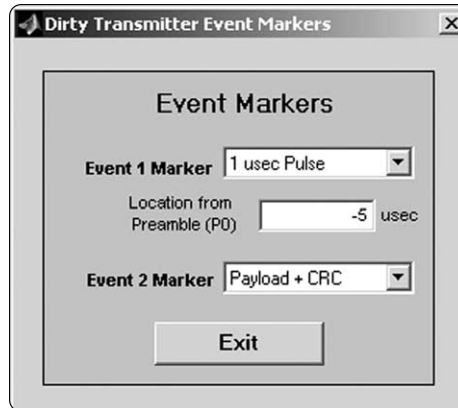 Dirty Transmitter Event Markers
Event Markers
Event 1 Marker 1 usec Pulse
Location from
Preamble (P0) -5 usec
Event 2 Marker Payload + CRC
Exit